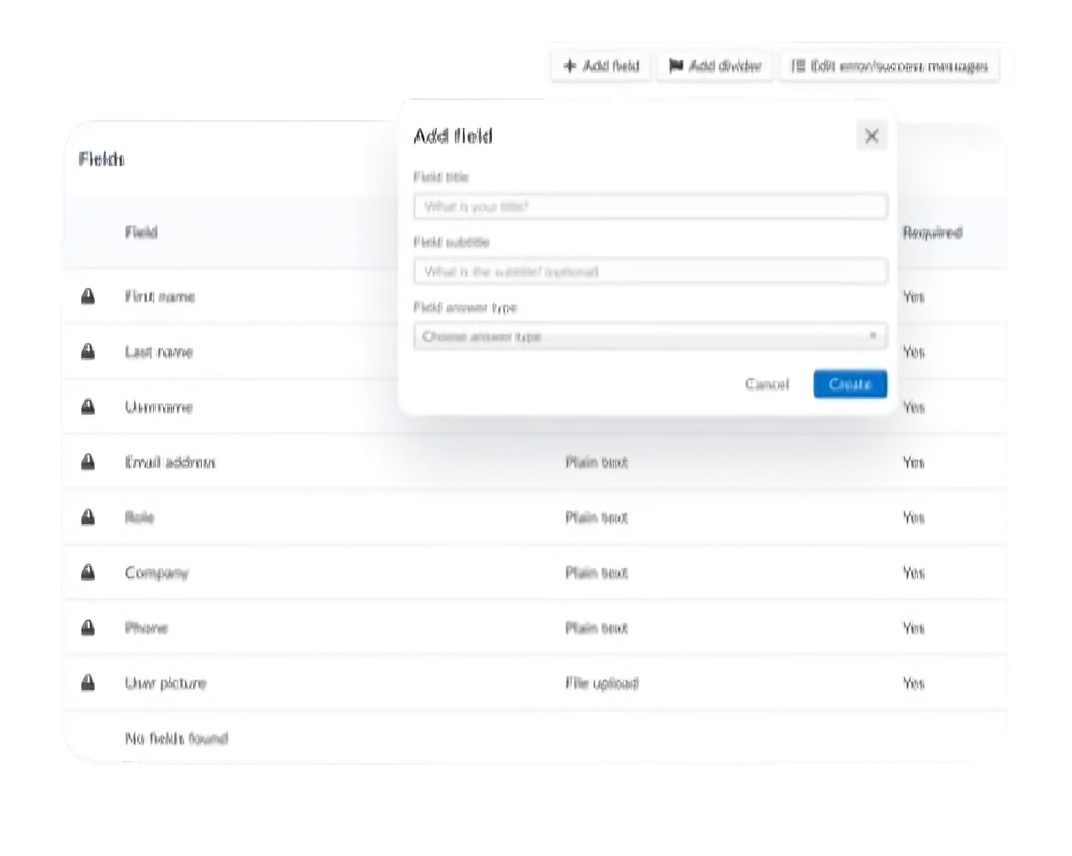 Add field Add divider Edit error/success messages
Add field
Fields
Field title
What is your title?
Field Required
Field subtitle
What is the subtitle? (optional)
First name Yes
Field answer type
Choose answer type
Last name Yes
Cancel Create
Username Yes
Email address Plain text Yes
Role Plain text Yes
Company Plain text Yes
Phone Plain text Yes
User picture File upload Yes
No fields found